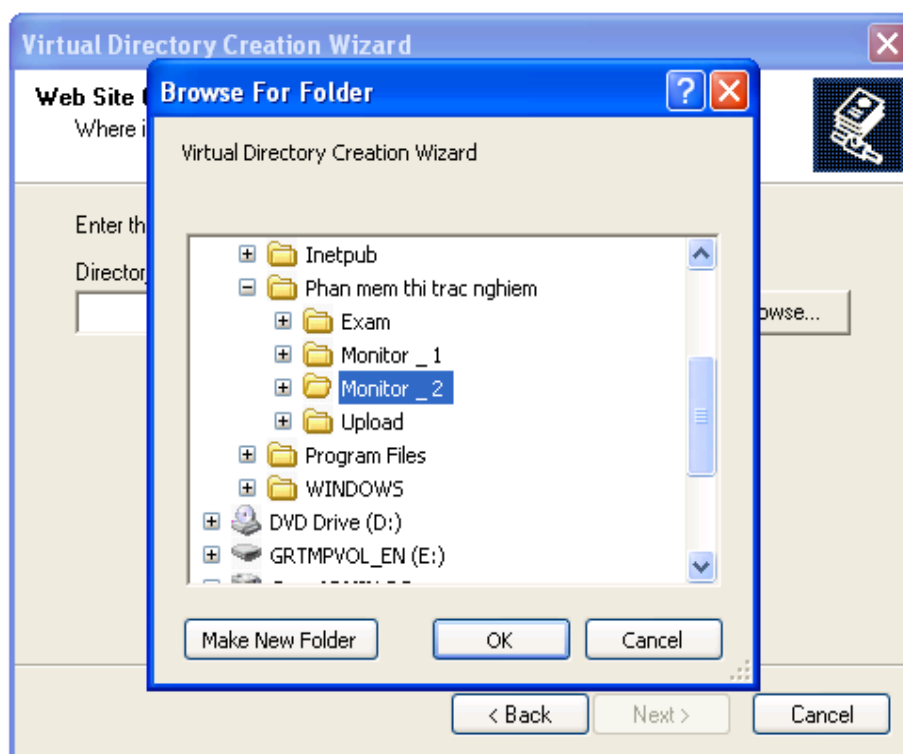 Virtual Directory Creation Wizard
Web Site
Where i
Browse For Folder
Virtual Directory Creation Wizard
Enter th
Director
owse...
Inetpub
Phan mem thi trac nghiem
Exam
Monitor _ 1
Monitor _ 2
Upload
Program Files
WINDOWS
DVD Drive (D:)
GRTMPVOL_EN (E:)
Make New Folder
OK
Cancel
< Back
Next >
Cancel